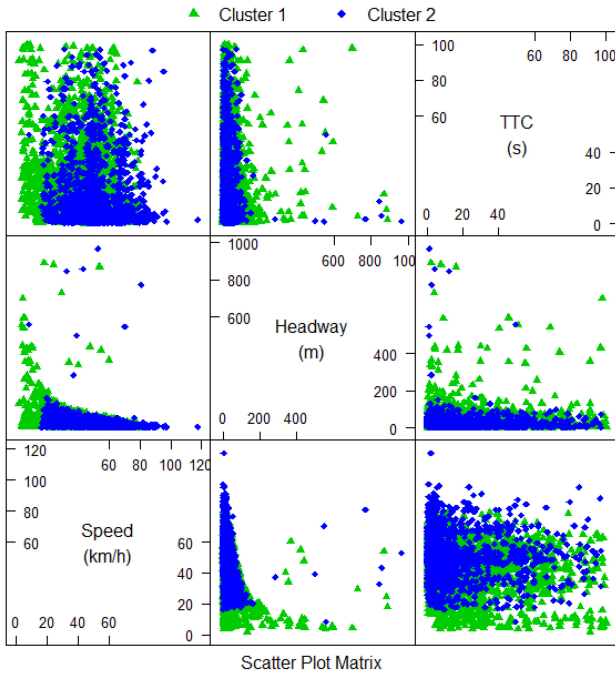 Cluster 1 Cluster 2
100
80
60
60 80 100
TTC
(s)
40
20
0
0 20 40
1000
800
600
600 800 1000
Headway
(m)
400
200
0
0 200 400
120
100
80
60
60 80 100 120
Speed
(km/h)
60
40
20
0
0 20 40 60
Scatter Plot Matrix